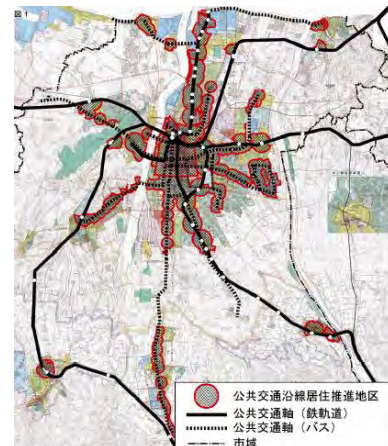 図1
公共交通沿線居住推進地区
公共交通軸（鉄軌道）
公共交通軸（バス）
市域